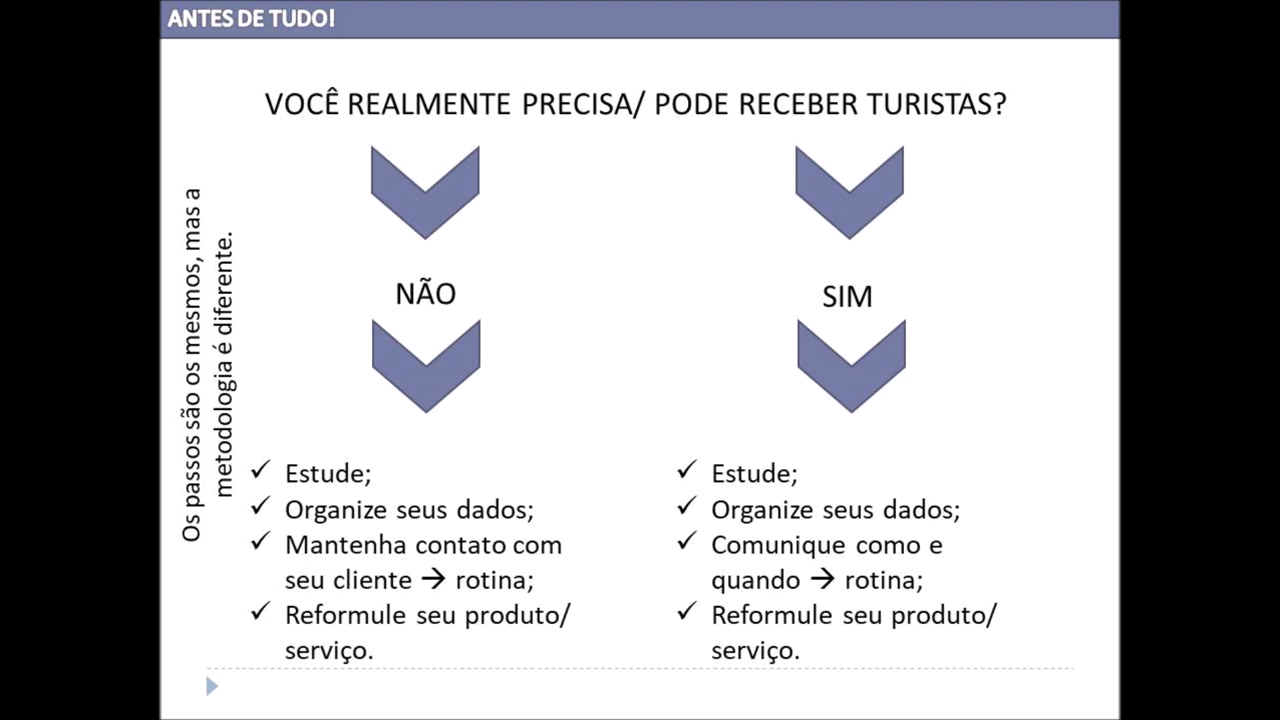 ANTES DE TUDO!
VOCÊ REALMENTE PRECISA/ PODE RECEBER TURISTAS?
Os passos são os mesmos, mas a
metodologia é diferente.
NÃO
✓ Estude;
✓ Organize seus dados;
✓ Mantenha contato com
seu cliente → rotina;
✓ Reformule seu produto/
serviço.
SIM
✓ Estude;
✓ Organize seus dados;
✓ Comunique como e
quando → rotina;
✓ Reformule seu produto/
serviço.